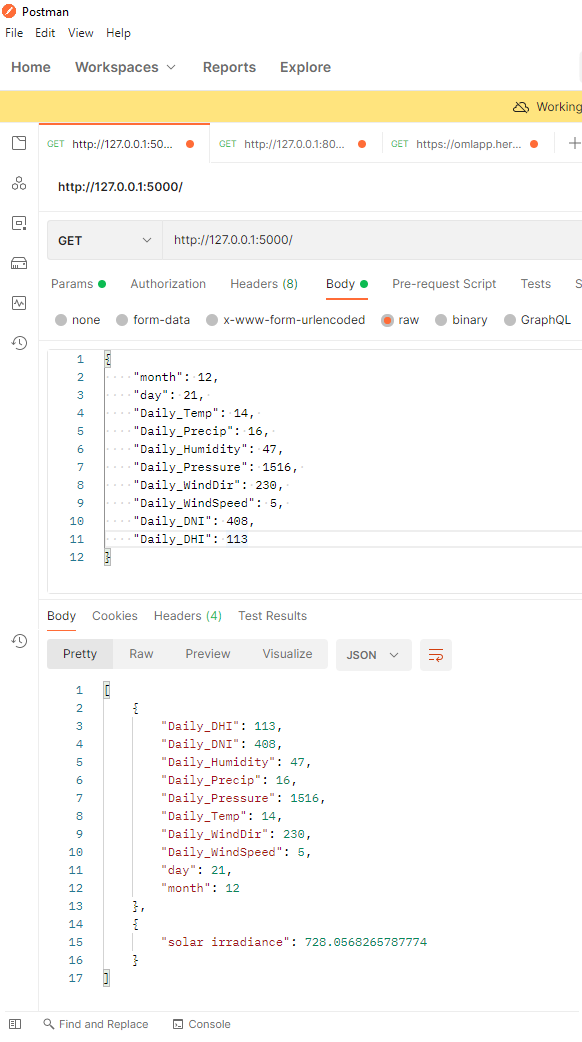 Postman
File Edit View Help
Home Workspaces Reports Explore
Working
GET http://127.0.0.1:50... GET http://127.0.0.1:80... GET https://omlapp.her...
http://127.0.0.1:5000/
GET http://127.0.0.1:5000/
Params Authorization Headers (8) Body Pre-request Script Tests S
none form-data x-www-form-urlencoded raw binary GraphQL
1 {
2 "month": 12,
3 "day": 21,
4 "Daily_Temp": 14,
5 "Daily_Precip": 16,
6 "Daily_Humidity": 47,
7 "Daily_Pressure": 1516,
8 "Daily_WindDir": 230,
9 "Daily_WindSpeed": 5,
10 "Daily_DNI": 408,
11 "Daily_DHI": 113
12 }
Body Cookies Headers (4) Test Results
Pretty Raw Preview Visualize JSON
1 [
2 {
3 "Daily_DHI": 113,
4 "Daily_DNI": 408,
5 "Daily_Humidity": 47,
6 "Daily_Precip": 16,
7 "Daily_Pressure": 1516,
8 "Daily_Temp": 14,
9 "Daily_WindDir": 230,
10 "Daily_WindSpeed": 5,
11 "day": 21,
12 "month": 12
13 },
14 {
15 "solar irradiance": 728.0568265787774
16 }
17 ]
Find and Replace Console